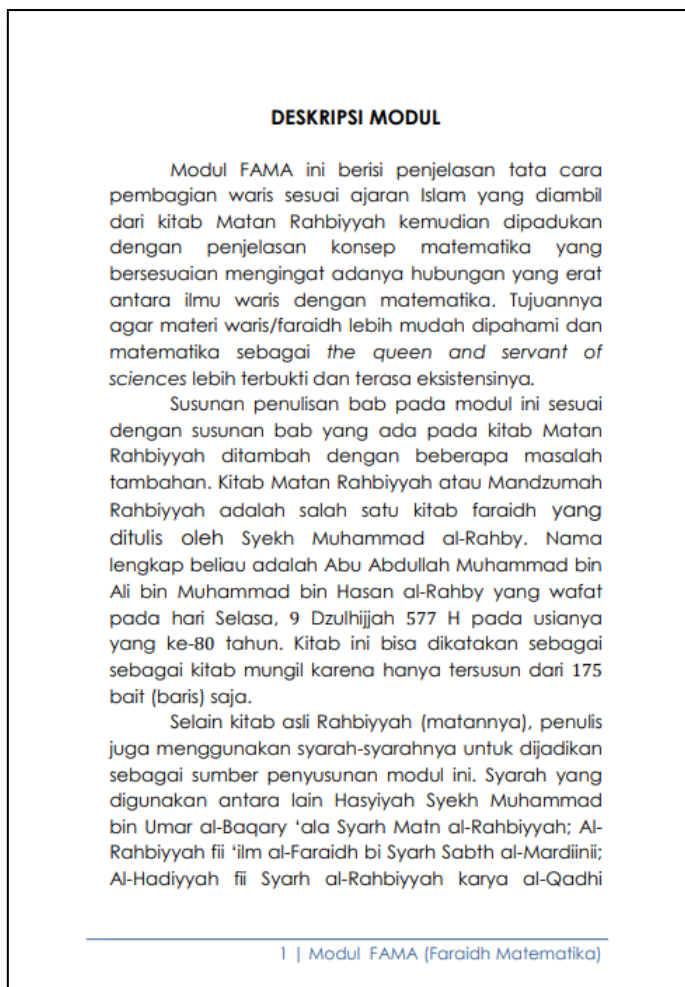 DESKRIPSI MODUL
Modul FAMA ini berisi penjelasan tata cara
pembagian waris sesuai ajaran Islam yang diambil
dari kitab Matan Rahbiyyah kemudian dipadukan
dengan penjelasan konsep matematika yang
bersesuaian mengingat adanya hubungan yang erat
antara ilmu waris dengan matematika. Tujuannya
agar materi waris/faraidh lebih mudah dipahami dan
matematika sebagai the queen and servant of
sciences lebih terbukti dan terasa eksistensinya.
Susunan penulisan bab pada modul ini sesuai
dengan susunan bab yang ada pada kitab Matan
Rahbiyyah ditambah dengan beberapa masalah
tambahan. Kitab Matan Rahbiyyah atau Mandzumah
Rahbiyyah adalah salah satu kitab faraidh yang
ditulis oleh Syekh Muhammad al-Rahby. Nama
lengkap beliau adalah Abu Abdullah Muhammad bin
Ali bin Muhammad bin Hasan al-Rahby yang wafat
pada hari Selasa, 9 Dzulhijjah 577 H pada usianya
yang ke-80 tahun. Kitab ini bisa dikatakan sebagai
sebagai kitab mungil karena hanya tersusun dari 175
bait (baris) saja.
Selain kitab asli Rahbiyyah (matannya), penulis
juga menggunakan syarah-syarahnya untuk dijadikan
sebagai sumber penyusunan modul ini. Syarah yang
digunakan antara lain Hasyiyah Syekh Muhammad
bin Umar al-Baqary ‘ala Syarh Matn al-Rahbiyyah; Al-
Rahbiyyah fii ‘ilm al-Faraidh bi Syarh Sabth al-Mardiinii;
Al-Hadiyyah fii Syarh al-Rahbiyyah karya al-Qadhi
1 | Modul FAMA (Faraidh Matematika)